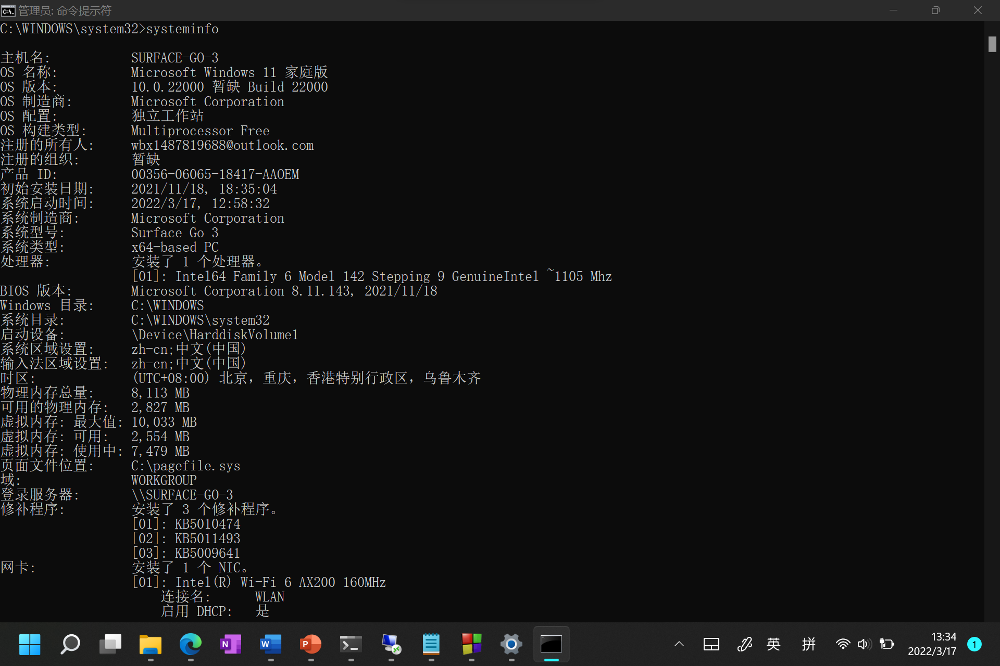 管理员: 命令提示符
C:\WINDOWS\system32>systeminfo
主机名: SURFACE-GO-3
OS 名称: Microsoft Windows 11 家庭版
OS 版本: 10.0.22000 暂缺 Build 22000
OS 制造商: Microsoft Corporation
OS 配置: 独立工作站
OS 构建类型: Multiprocessor Free
注册的所有人: wbx1487819688@outlook.com
注册的组织: 暂缺
产品 ID: 00356-06065-18417-AAOEM
初始安装日期: 2021/11/18, 18:35:04
系统启动时间: 2022/3/17, 12:58:32
系统制造商: Microsoft Corporation
系统型号: Surface Go 3
系统类型: x64-based PC
处理器: 安装了 1 个处理器。
[01]: Intel64 Family 6 Model 142 Stepping 9 GenuineIntel ~1105 Mhz
BIOS 版本: Microsoft Corporation 8.11.143, 2021/11/18
Windows 目录: C:\WINDOWS
系统目录: C:\WINDOWS\system32
启动设备: \Device\HarddiskVolume1
系统区域设置: zh-cn;中文(中国)
输入法区域设置: zh-cn;中文(中国)
时区: (UTC+08:00) 北京，重庆，香港特别行政区，乌鲁木齐
物理内存总量: 8,113 MB
可用的物理内存: 2,827 MB
虚拟内存: 最大值: 10,033 MB
虚拟内存: 可用: 2,554 MB
虚拟内存: 使用中: 7,479 MB
页面文件位置: C:\pagefile.sys
域: WORKGROUP
登录服务器: \\SURFACE-GO-3
修补程序: 安装了 3 个修补程序。
[01]: KB5010474
[02]: KB5011493
[03]: KB5009641
网卡: 安装了 1 个 NIC。
[01]: Intel(R) Wi-Fi 6 AX200 160MHz
连接名: WLAN
启用 DHCP: 是
英 拼
13:34
2022/3/17
1